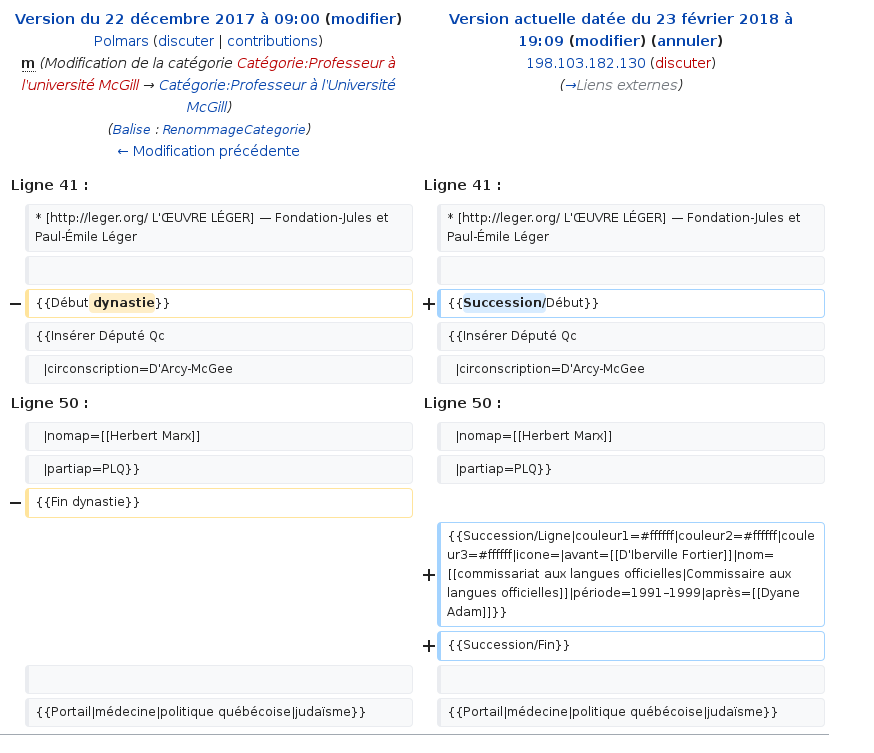 Version du 22 décembre 2017 à 09:00 (modifier)
Polmars (discuter | contributions)
m (Modification de la catégorie Catégorie:Professeur à
l'université McGill → Catégorie:Professeur à l'Université
McGill)
(Balise : RenommageCategorie)
← Modification précédente
Version actuelle datée du 23 février 2018 à
19:09 (modifier) (annuler)
198.103.182.130 (discuter)
(→Liens externes)
Ligne 41 :
Ligne 41 :
* [http://leger.org/ L'ŒUVRE LÉGER] — Fondation-Jules et
Paul-Émile Léger
* [http://leger.org/ L'ŒUVRE LÉGER] — Fondation-Jules et
Paul-Émile Léger
− {{Début dynastie}}
+ {{Succession/Début}}
{{Insérer Député Qc
{{Insérer Député Qc
|circonscription=D'Arcy-McGee
|circonscription=D'Arcy-McGee
Ligne 50 :
Ligne 50 :
|nomap=[[Herbert Marx]]
|nomap=[[Herbert Marx]]
|partiap=PLQ}}
|partiap=PLQ}}
− {{Fin dynastie}}
+ {{Succession/Ligne|couleur1=#ffffff|couleur2=#ffffff|coule
ur3=#ffffff|icone=|avant=[[D'Iberville Fortier]]|nom=
[[commissariat aux langues officielles|Commissaire aux
langues officielles]]|période=1991–1999|après=[[Dyane
Adam]]}}
+ {{Succession/Fin}}
{{Portail|médecine|politique québécoise|judaïsme}}
{{Portail|médecine|politique québécoise|judaïsme}}